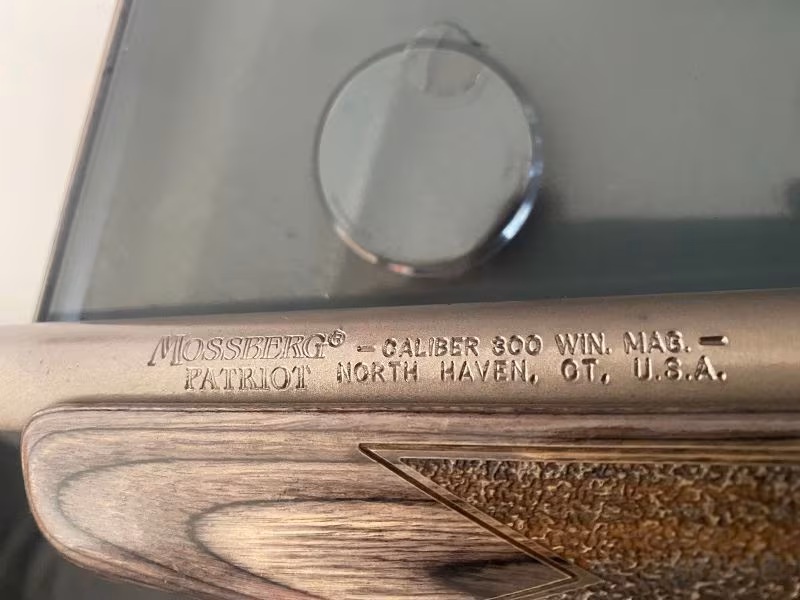 MOSSBERG® - CALIBER 300 WIN. MAG. -
PATRIOT NORTH HAVEN, CT, U.S.A.